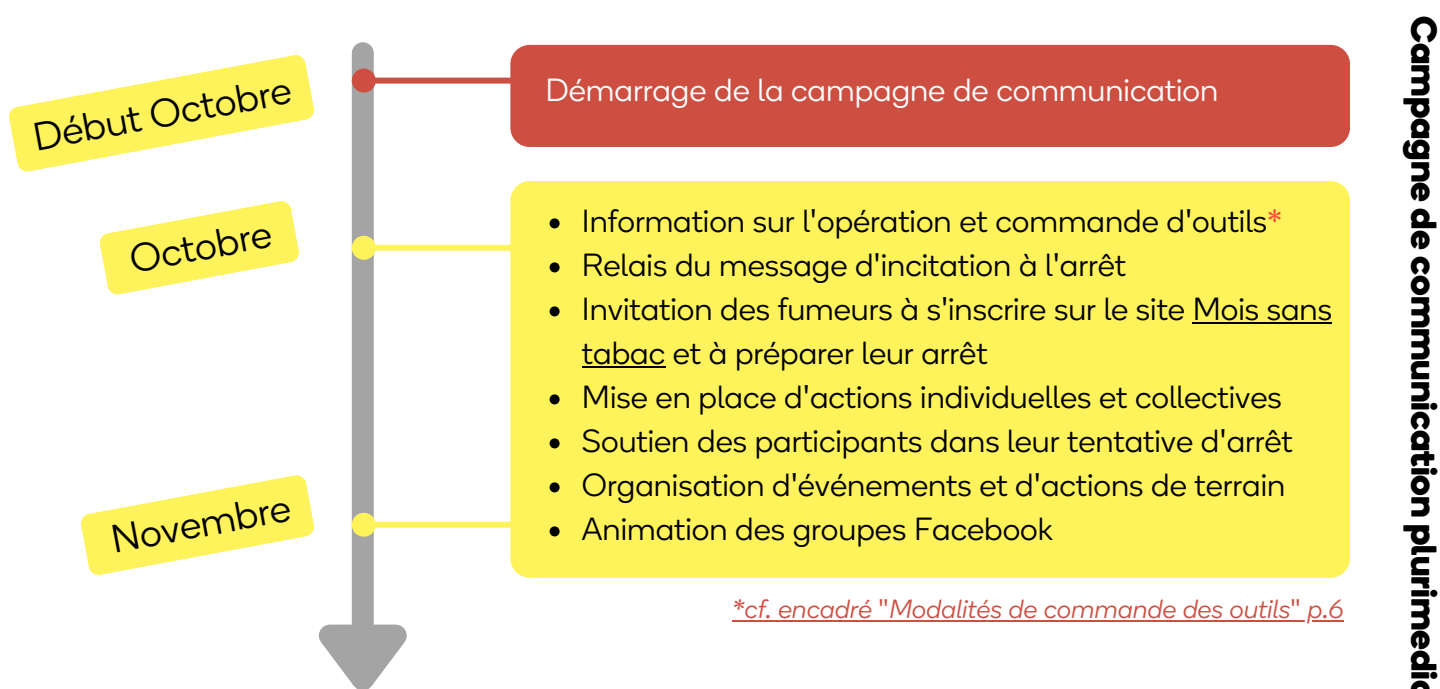 Début Octobre
Démarrage de la campagne de communication
Octobre
• Information sur l'opération et commande d'outils*
• Relais du message d'incitation à l'arrêt
• Invitation des fumeurs à s'inscrire sur le site Mois sans
tabac et à préparer leur arrêt
• Mise en place d'actions individuelles et collectives
• Soutien des participants dans leur tentative d'arrêt
• Organisation d'événements et d'actions de terrain
• Animation des groupes Facebook
Novembre
*cf. encadré "Modalités de commande des outils" p.6
Campagne de communication plurimedia